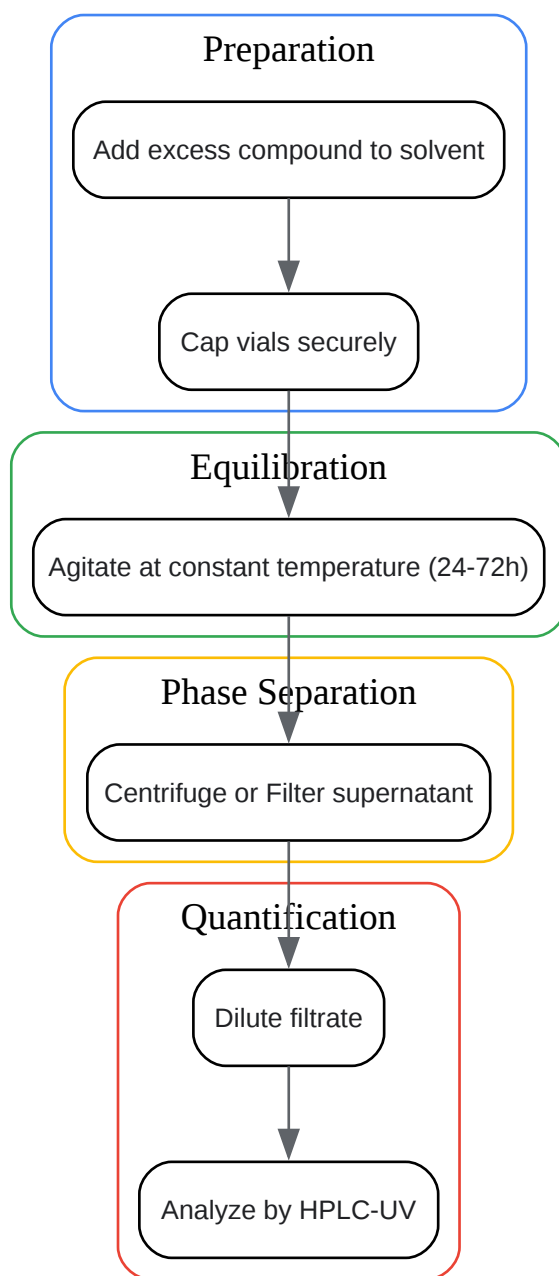 Preparation
Add excess compound to solvent
Cap vials securely
Equilibration
Agitate at constant temperature (24-72h)
Phase Separation
Centrifuge or Filter supernatant
Quantification
Dilute filtrate
Analyze by HPLC-UV